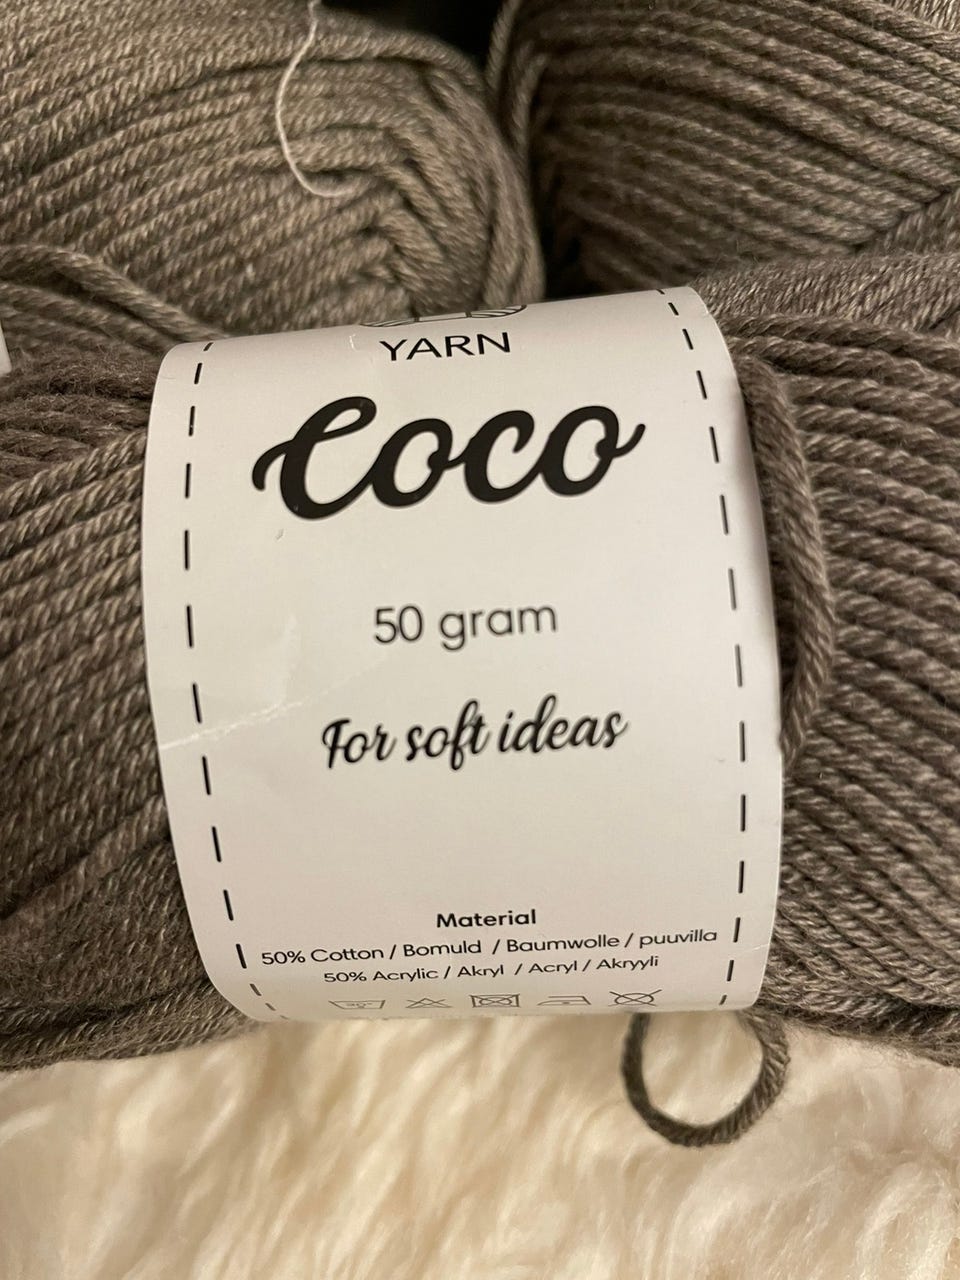 YARN
Coco
50 gram
For soft ideas
Material
50% Cotton / Bomuld / Baumwolle / puuvilla
50% Acrylic / Akryl / Acryl / Akryyli